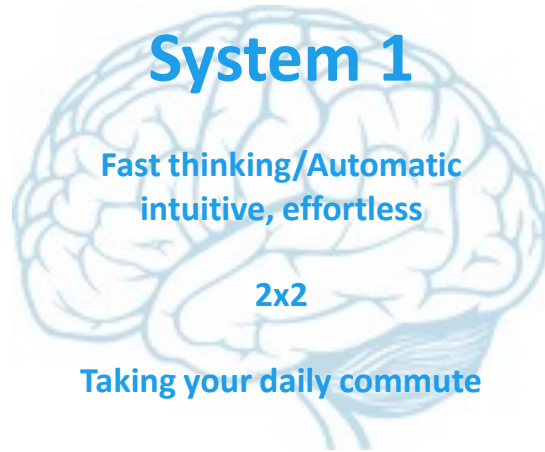 System 1
Fast thinking/Automatic
intuitive, effortless
2x2
Taking your daily commute